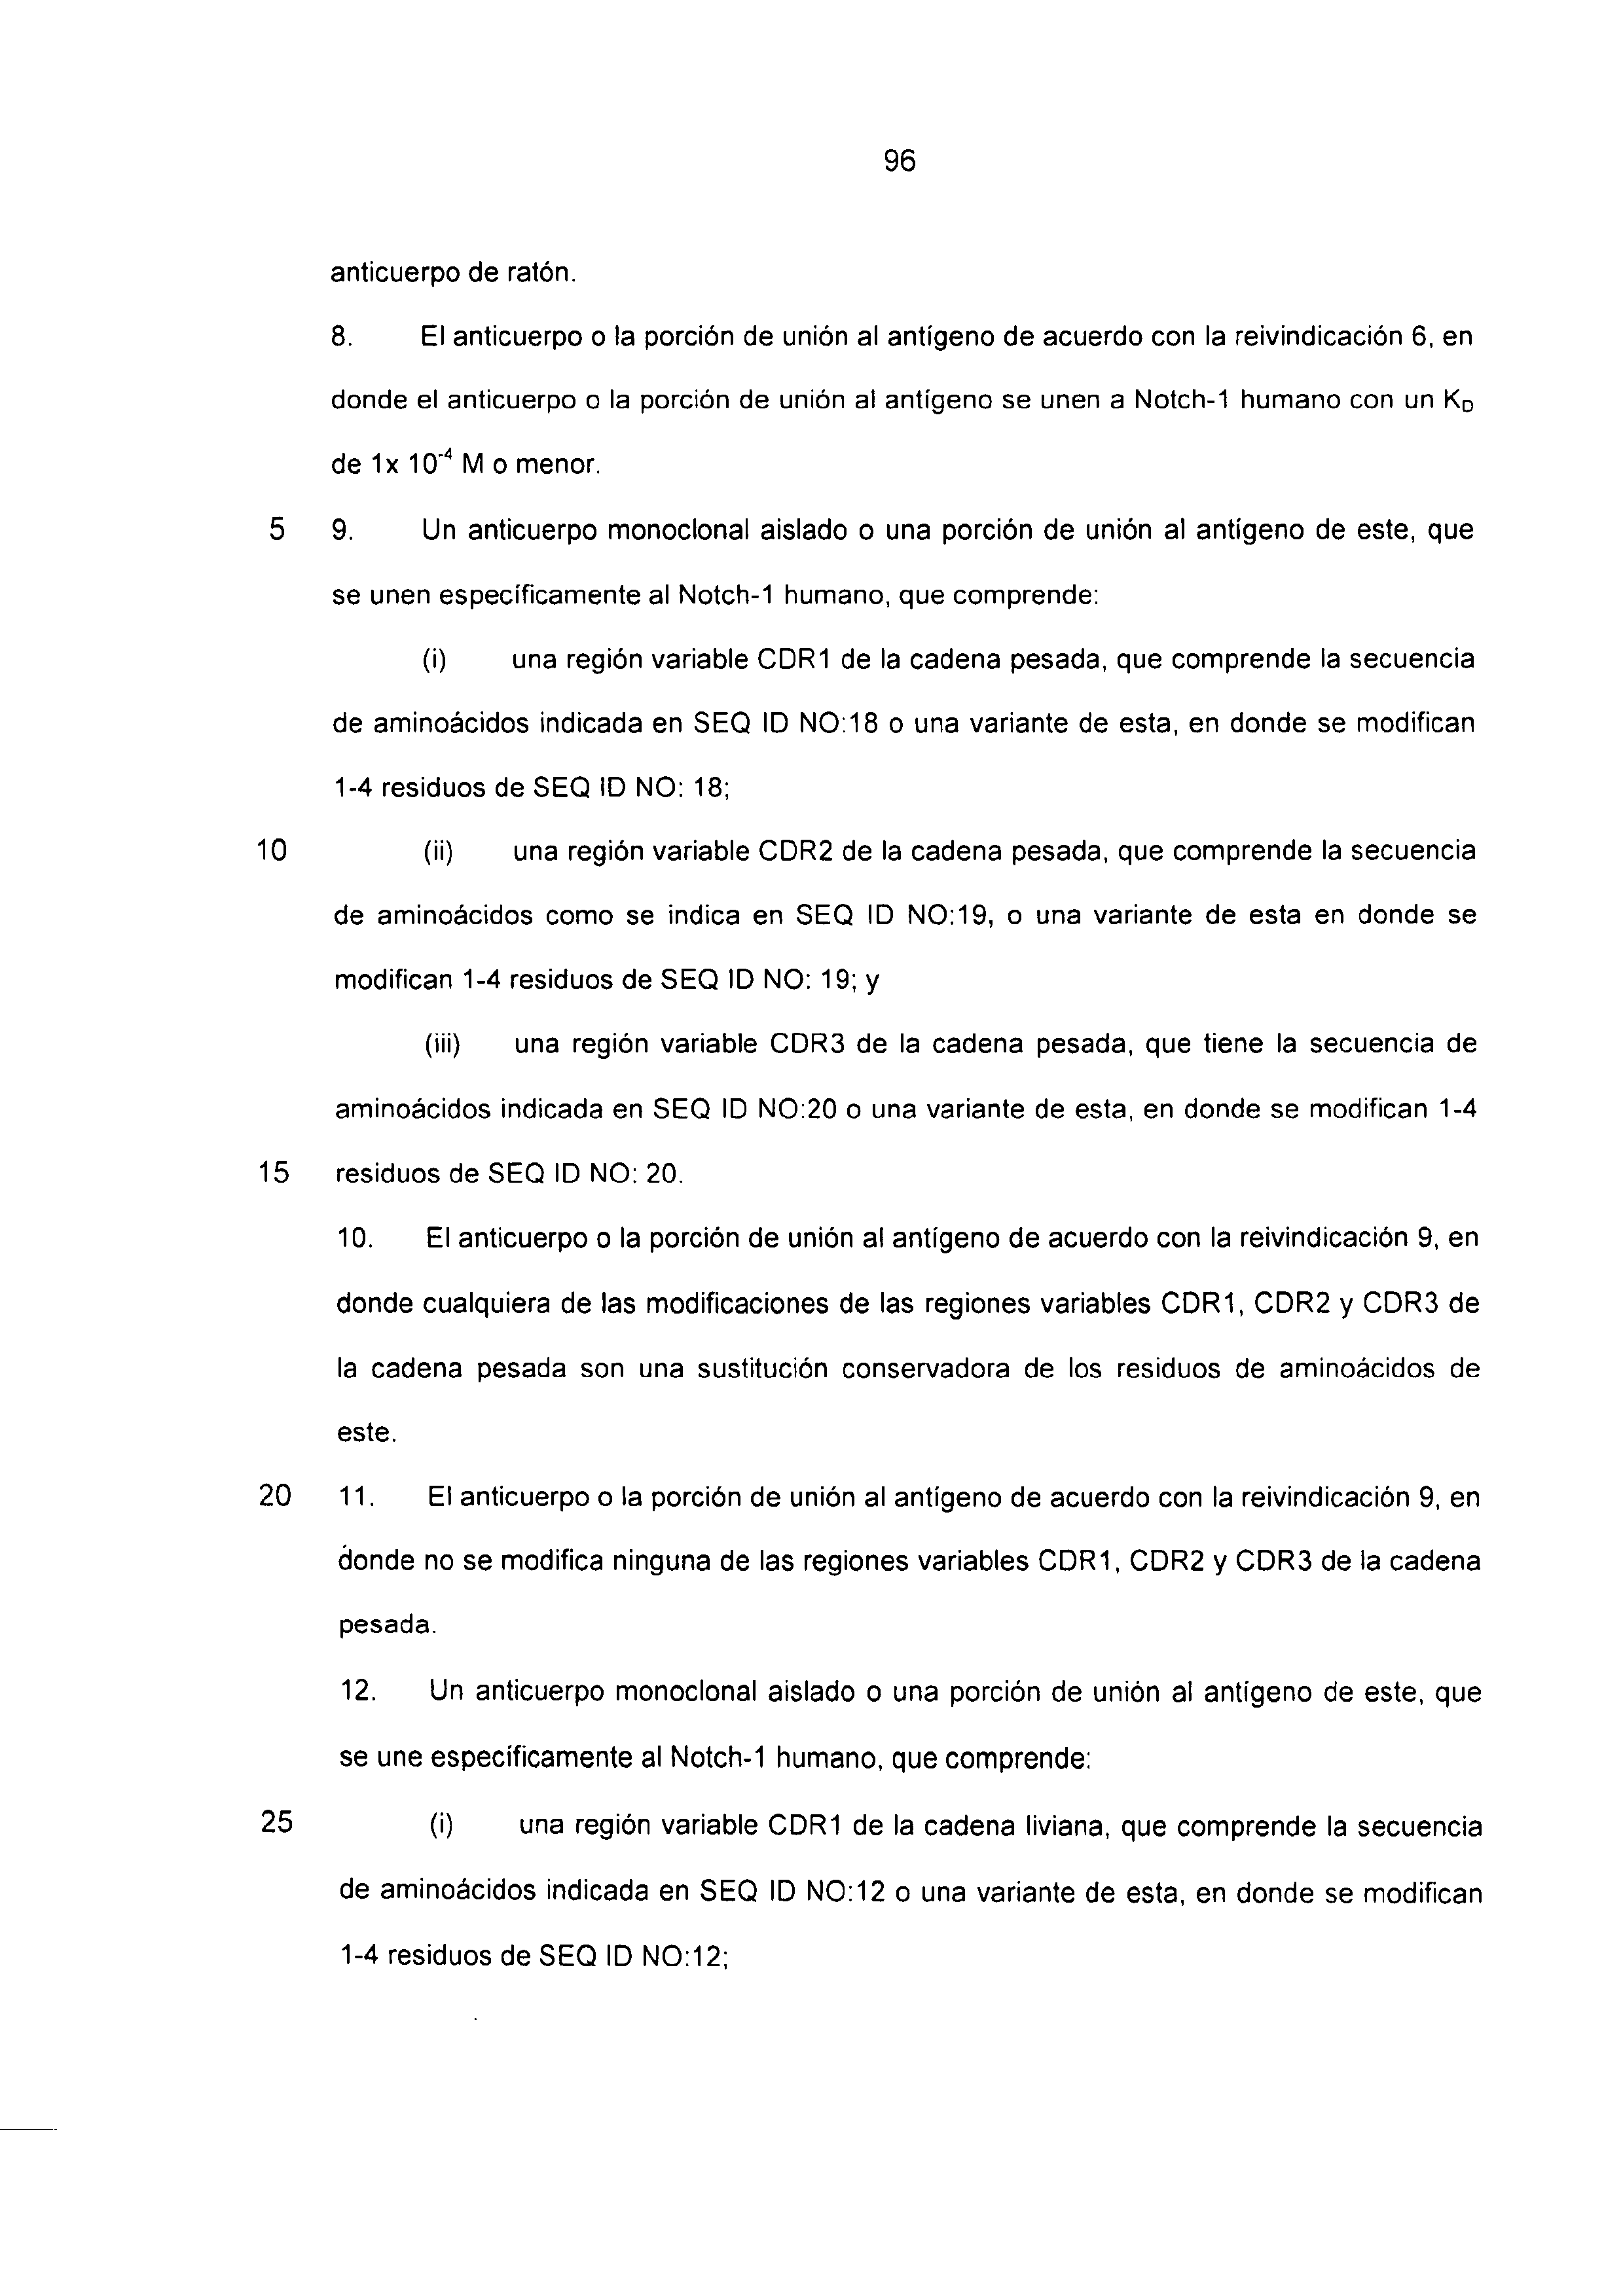 96
anticuerpo de ratón.
8. El anticuerpo o la porción de unión al antígeno de acuerdo con la reivindicación 6, en
donde el anticuerpo o la porción de unión al antígeno se unen a Notch-1 humano con un K_D
de 1x 10⁻⁴ M o menor.
5 9. Un anticuerpo monoclonal aislado o una porción de unión al antígeno de este, que
se unen específicamente al Notch-1 humano, que comprende:
(i) una región variable CDR1 de la cadena pesada, que comprende la secuencia
de aminoácidos indicada en SEQ ID NO:18 o una variante de esta, en donde se modifican
1-4 residuos de SEQ ID NO: 18;
10 (ii) una región variable CDR2 de la cadena pesada, que comprende la secuencia
de aminoácidos como se indica en SEQ ID NO:19, o una variante de esta en donde se
modifican 1-4 residuos de SEQ ID NO: 19; y
(iii) una región variable CDR3 de la cadena pesada, que tiene la secuencia de
aminoácidos indicada en SEQ ID NO:20 o una variante de esta, en donde se modifican 1-4
15 residuos de SEQ ID NO: 20.
10. El anticuerpo o la porción de unión al antígeno de acuerdo con la reivindicación 9, en
donde cualquiera de las modificaciones de las regiones variables CDR1, CDR2 y CDR3 de
la cadena pesada son una sustitución conservadora de los residuos de aminoácidos de
este.
20 11. El anticuerpo o la porción de unión al antígeno de acuerdo con la reivindicación 9, en
donde no se modifica ninguna de las regiones variables CDR1, CDR2 y CDR3 de la cadena
pesada.
12. Un anticuerpo monoclonal aislado o una porción de unión al antígeno de este, que
se une específicamente al Notch-1 humano, que comprende:
25 (i) una región variable CDR1 de la cadena liviana, que comprende la secuencia
de aminoácidos indicada en SEQ ID NO:12 o una variante de esta, en donde se modifican
1-4 residuos de SEQ ID NO:12;